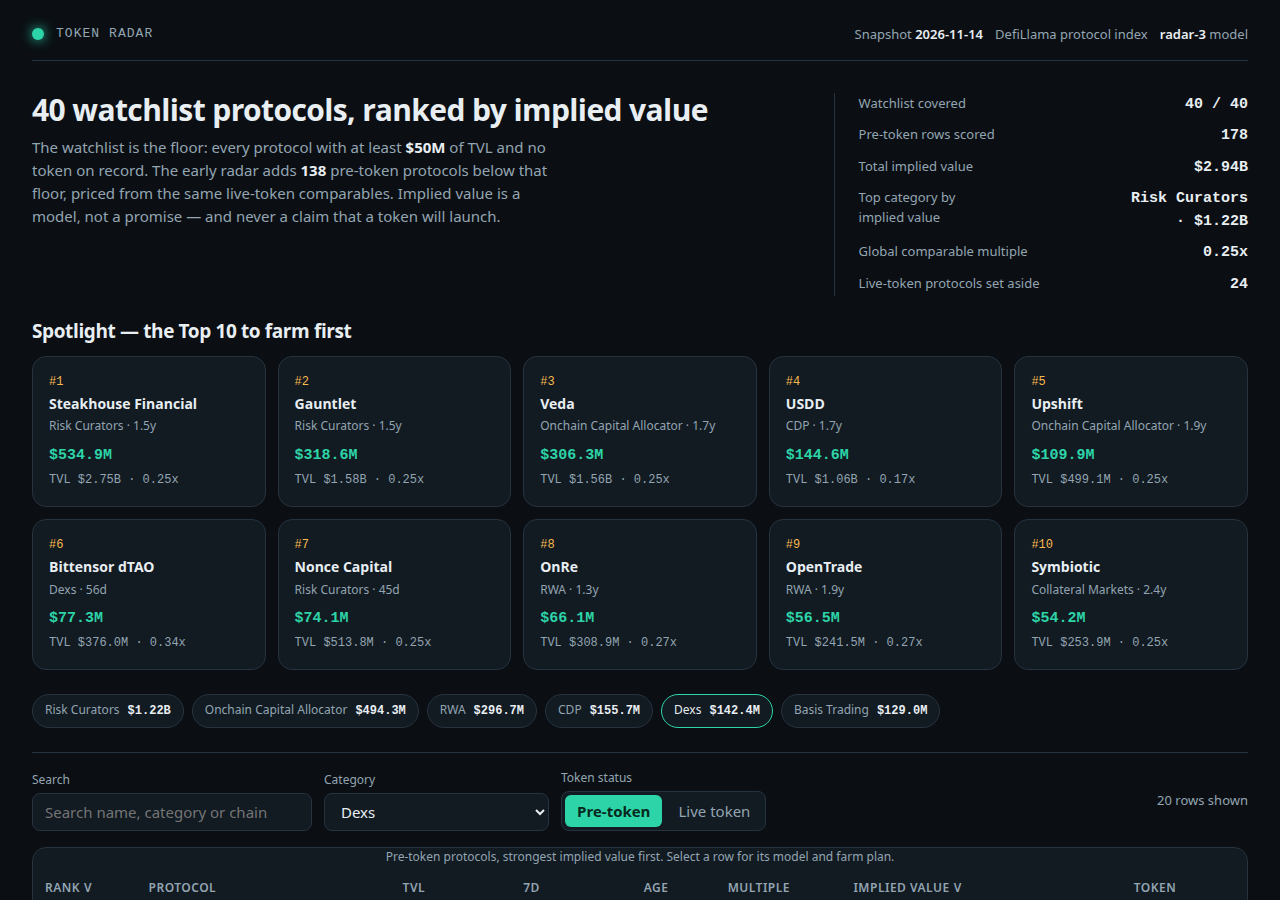 TOKEN RADAR
Snapshot 2026-11-14 DefiLlama protocol index radar-3 model
40 watchlist protocols, ranked by implied value
The watchlist is the floor: every protocol with at least $50M of TVL and no
token on record. The early radar adds 138 pre-token protocols below that
floor, priced from the same live-token comparables. Implied value is a
model, not a promise — and never a claim that a token will launch.
Watchlist covered 40 / 40
Pre-token rows scored 178
Total implied value $2.94B
Top category by implied value Risk Curators · $1.22B
Global comparable multiple 0.25x
Live-token protocols set aside 24
Spotlight — the Top 10 to farm first
#1
Steakhouse Financial
Risk Curators · 1.5y
$534.9M
TVL $2.75B · 0.25x
#2
Gauntlet
Risk Curators · 1.5y
$318.6M
TVL $1.58B · 0.25x
#3
Veda
Onchain Capital Allocator · 1.7y
$306.3M
TVL $1.56B · 0.25x
#4
USDD
CDP · 1.7y
$144.6M
TVL $1.06B · 0.17x
#5
Upshift
Onchain Capital Allocator · 1.9y
$109.9M
TVL $499.1M · 0.25x
#6
Bittensor dTAO
Dexs · 56d
$77.3M
TVL $376.0M · 0.34x
#7
Nonce Capital
Risk Curators · 45d
$74.1M
TVL $513.8M · 0.25x
#8
OnRe
RWA · 1.3y
$66.1M
TVL $308.9M · 0.27x
#9
OpenTrade
RWA · 1.9y
$56.5M
TVL $241.5M · 0.27x
#10
Symbiotic
Collateral Markets · 2.4y
$54.2M
TVL $253.9M · 0.25x
Risk Curators $1.22B
Onchain Capital Allocator $494.3M
RWA $296.7M
CDP $155.7M
Dexs $142.4M
Basis Trading $129.0M
Search
Search name, category or chain
Category
Dexs
Token status
Pre-token Live token
20 rows shown
Pre-token protocols, strongest implied value first. Select a row for its model and farm plan.
RANK V PROTOCOL TVL 7D AGE MULTIPLE IMPLIED VALUE V TOKEN